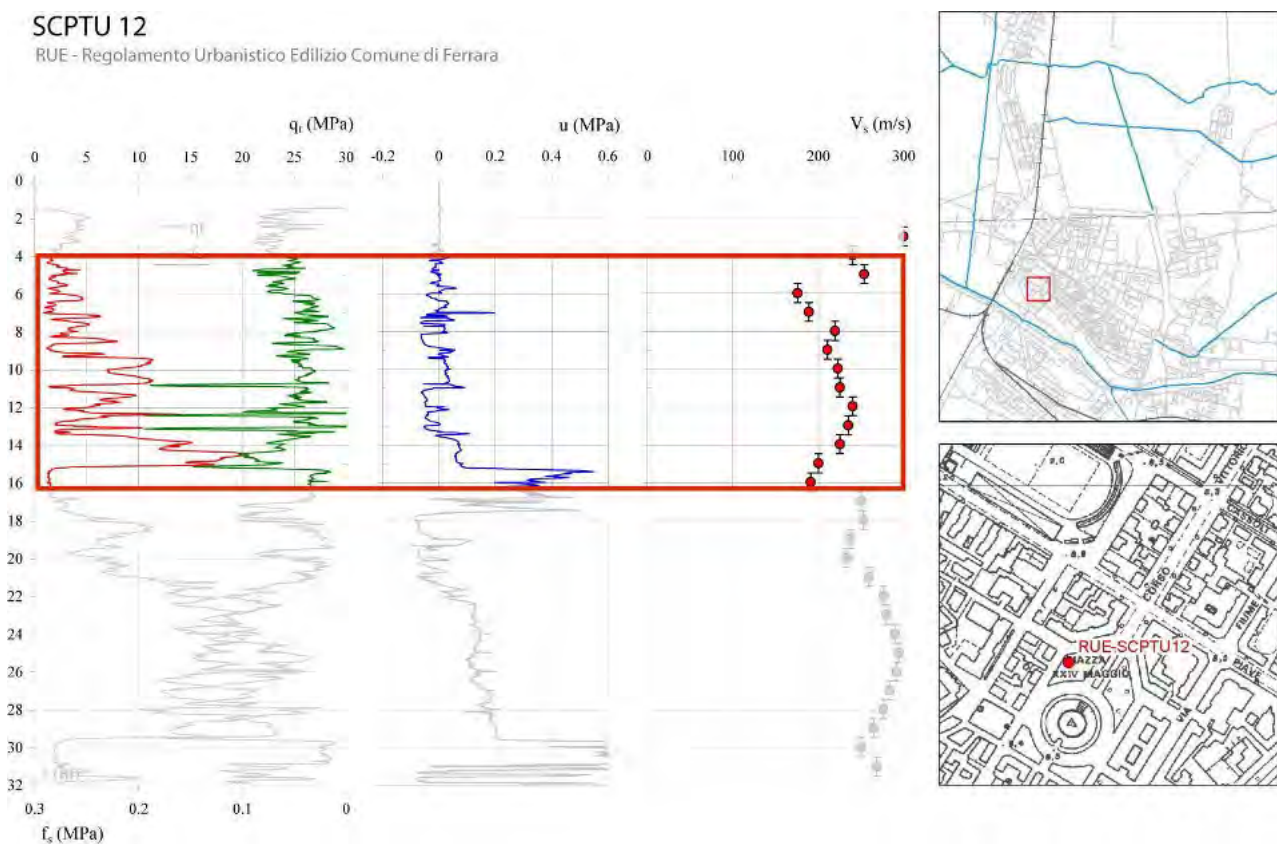 SCPTU 12
RUE - Regolamento Urbanistico Edilizio Comune di Ferrara
qt (MPa)
u (MPa)
Vs (m/s)
0 5 10 15 20 25 30
-0.2 0 0.2 0.4 0.6
0 100 200 300
0
2
4
6
8
10
12
14
16
18
20
22
24
26
28
30
32
0.3 0.2 0.1 0
fs (MPa)
qt
VITTORIO
CORSO
FIUME
RUE-SCPTU12
PIAZZA
XXIV MAGGIO
PIAVE
VIA